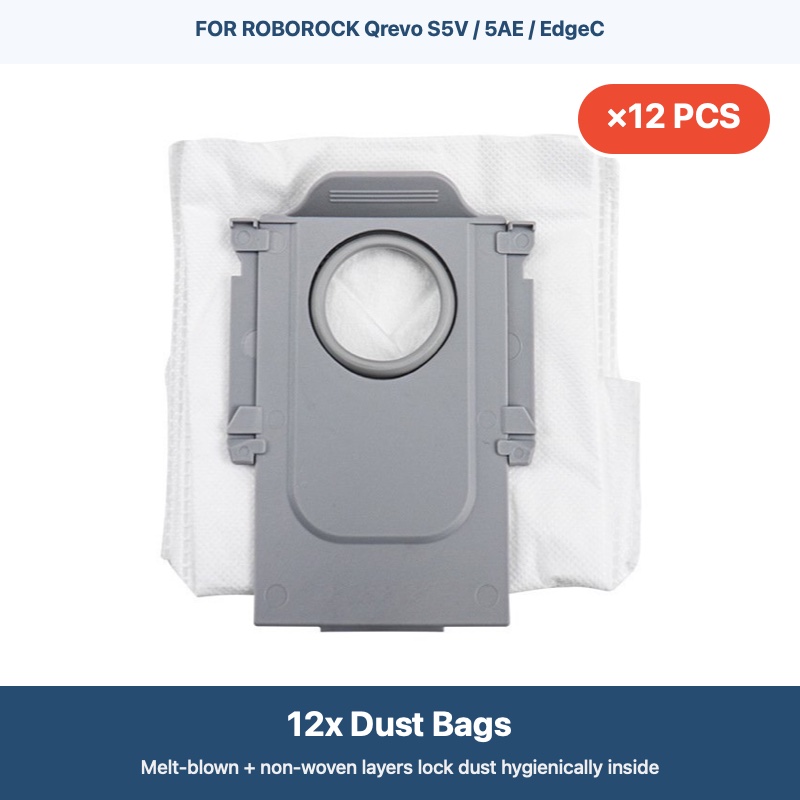 FOR ROBOROCK Qrevo S5V / 5AE / EdgeC
×12 PCS
12x Dust Bags
Melt-blown + non-woven layers lock dust hygienically inside